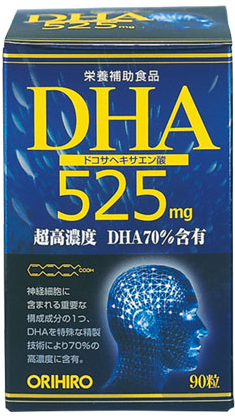 栄養補助食品
DHA
ドコサヘキサエン酸
525mg
超高濃度 DHA70%含有
COOH
神経細胞に
含まれる重要な
構成成分の1つ、
DHAを特殊な精製
技術により70%の
高濃度に含有。
ORIHIRO
90粒